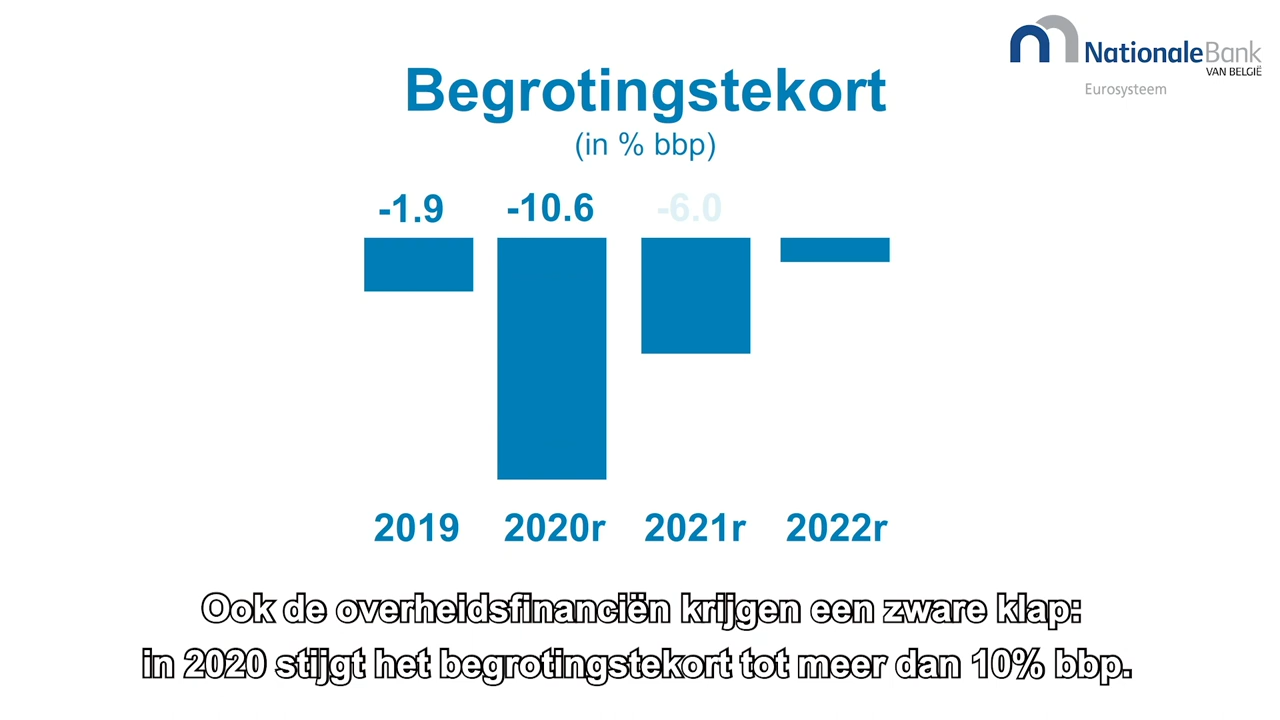 NationaleBank
VAN BELGIË
Eurosysteem
Begrotingstekort
(in % bbp)
-1.9 -10.6 -6.0
2019 2020r 2021r 2022r
Ook de overheidsfinanciën krijgen een zware klap:
in 2020 stijgt het begrotingstekort tot meer dan 10% bbp.